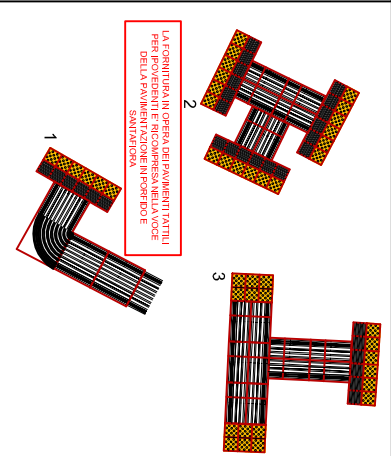 LA FORNITURA IN OPERA DEI PAVIMENTI TATTILI
PER IPOVEDENTI E' RICOMPRESA NELLA VOCE
DELLA PAVIMENTAZIONE IN PORFIDO E
SANTAFIORA
1
2
3